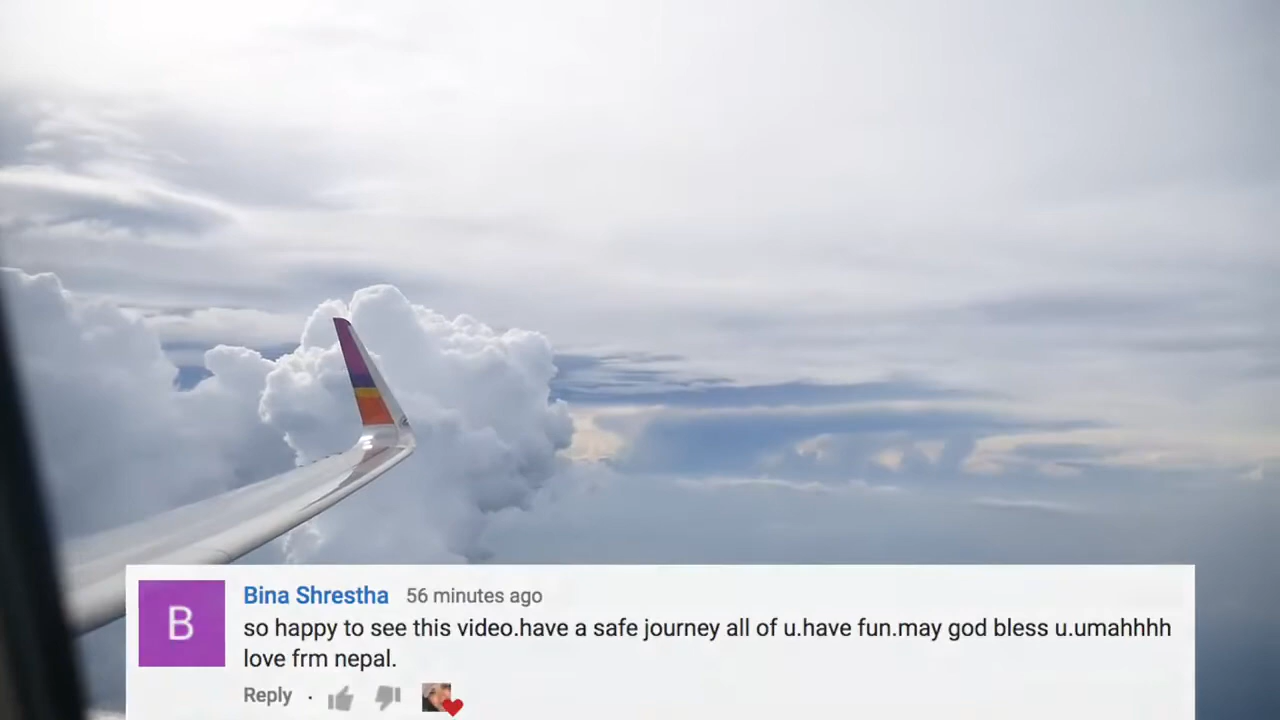 B
Bina Shrestha 56 minutes ago
so happy to see this video.have a safe journey all of u.have fun.may god bless u.umahhhh
love frm nepal.
Reply ·